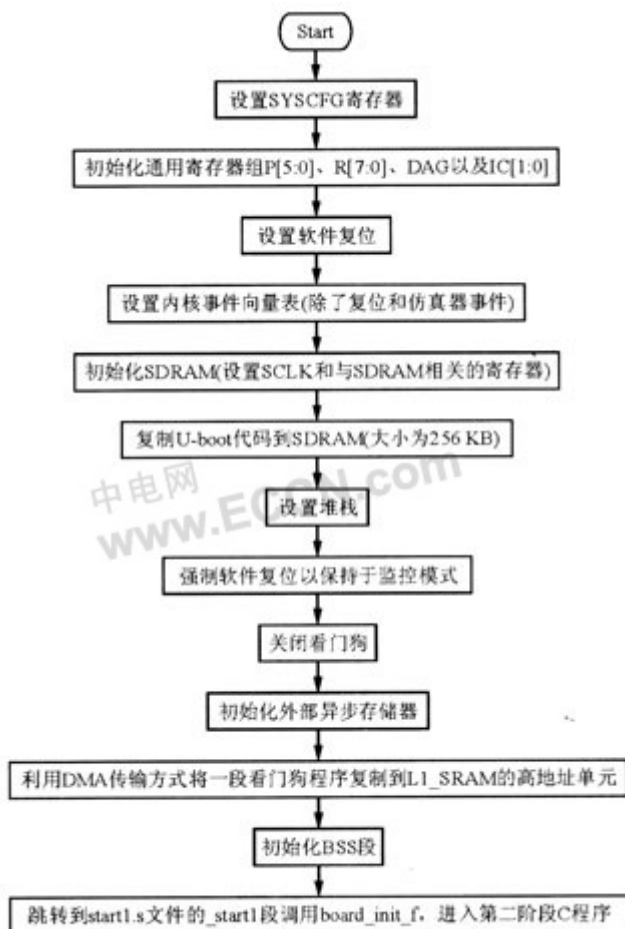 Start
设置SYSCFG寄存器
初始化通用寄存器组P[5:0]、R[7:0]、DAG以及IC[1:0]
设置软件复位
设置内核事件向量表(除了复位和仿真器事件)
初始化SDRAM(设置SCLK和与SDRAM相关的寄存器)
复制U-boot代码到SDRAM(大小为256 KB)
中电网
www.ECCN.com
设置堆栈
强制软件复位以保持于监控模式
关闭看门狗
初始化外部异步存储器
利用DMA传输方式将一段看门狗程序复制到L1_SRAM的高地址单元
初始化BSS段
跳转到start1.s文件的_start1段调用board_init_f，进入第二阶段C程序